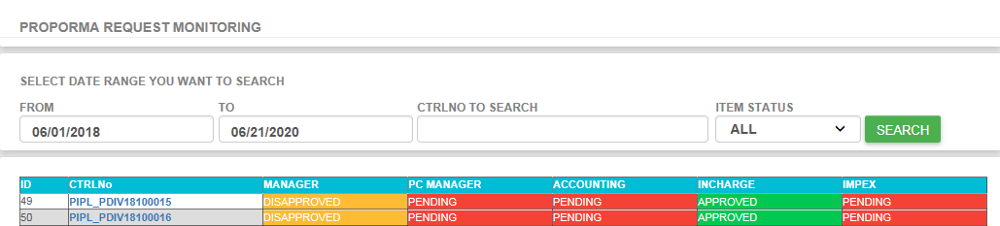 PROPORMA REQUEST MONITORING
SELECT DATE RANGE YOU WANT TO SEARCH
FROM TO CTRLNO TO SEARCH ITEM STATUS
06/01/2018 06/21/2020 ALL SEARCH
ID CTRLNo MANAGER PC MANAGER ACCOUNTING INCHARGE IMPEX
49 PIPL_PDIV18100015 DISAPPROVED PENDING PENDING APPROVED PENDING
50 PIPL_PDIV18100016 DISAPPROVED PENDING PENDING APPROVED PENDING